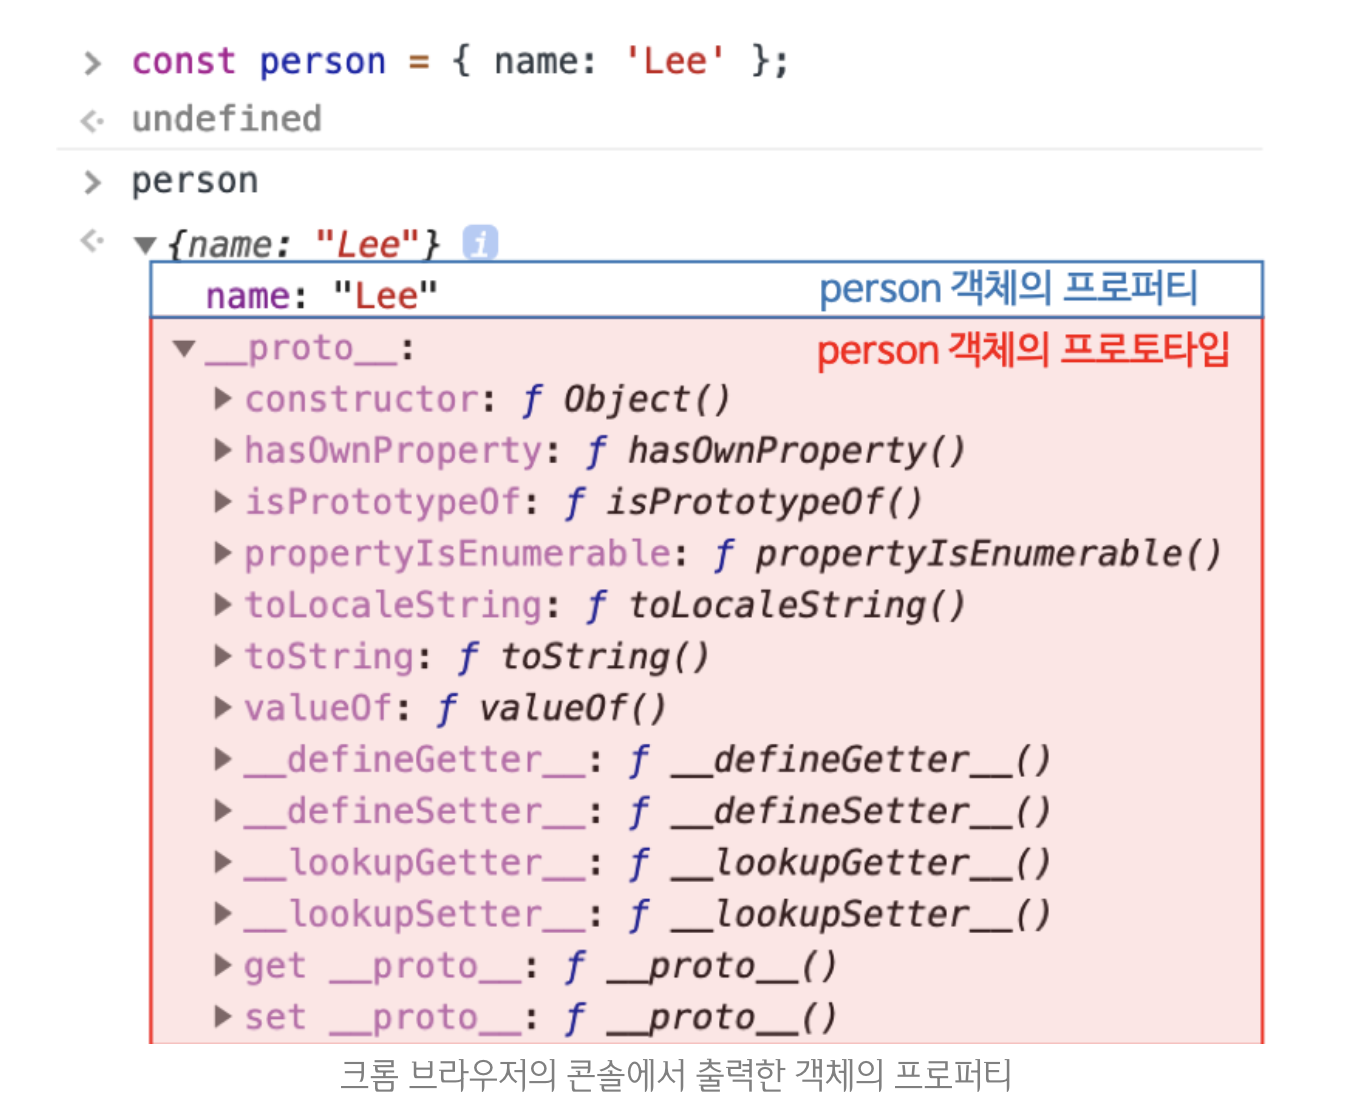 > const person = { name: 'Lee' };
<· undefined
> person
<· ▼{name: "Lee"} i
name: "Lee" person 객체의 프로퍼티
▼__proto__: person 객체의 프로토타입
▶constructor: ƒ Object()
▶hasOwnProperty: ƒ hasOwnProperty()
▶isPrototypeOf: ƒ isPrototypeOf()
▶propertyIsEnumerable: ƒ propertyIsEnumerable()
▶toLocaleString: ƒ toLocaleString()
▶toString: ƒ toString()
▶valueOf: ƒ valueOf()
▶__defineGetter__: ƒ __defineGetter__()
▶__defineSetter__: ƒ __defineSetter__()
▶__lookupGetter__: ƒ __lookupGetter__()
▶__lookupSetter__: ƒ __lookupSetter__()
▶get __proto__: ƒ __proto__()
▶set __proto__: ƒ __proto__()
크롬 브라우저의 콘솔에서 출력한 객체의 프로퍼티